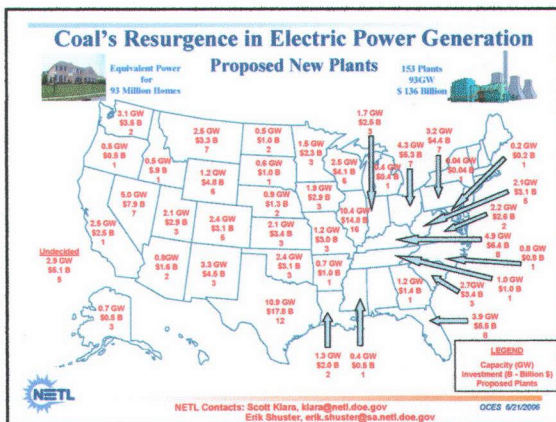 Coal's Resurgence in Electric Power Generation
Proposed New Plants
Equivalent Power
for
93 Million Homes
153 Plants
93GW
$ 136 Billion
3.1 GW
$3.6 B
2
0.5 GW
$0.5 B
1
0.5 GW
$.9 B
1
2.5 GW
$3.3 B
7
0.5 GW
$1.0 B
2
1.5 GW
$2.3 B
3
1.7 GW
$2.6 B
3
4.3 GW
$5.3 B
7
3.2 GW
$4.4 B
7
0.2 GW
$0.2 B
1
0.6 GW
$1.0 B
1
2.5 GW
$4.1 B
6
0.4 GW
$0.4 B
1
0.04 GW
$0.04 B
1
2.1GW
$3.1 B
5
1.2 GW
$4.8 B
6
5.0 GW
$7.9 B
7
0.9 GW
$1.3 B
2
1.9 GW
$2.9 B
3
10.4 GW
$14.0 B
16
2.2 GW
$2.6 B
2
2.5 GW
$2.5 B
1
2.1 GW
$2.9 B
3
2.4 GW
$3.1 B
5
2.1 GW
$3.4 B
3
1.2 GW
$3.0 B
3
4.9 GW
$6.4 B
8
0.8 GW
$0.8 B
1
Undecided
2.9 GW
$5.1 B
5
2.4 GW
$3.1 B
3
0.7 GW
$1.0 B
1
1.0 GW
$1.0 B
1
0.9 GW
$1.6 B
2
3.3 GW
$4.5 B
3
1.2 GW
$1.4 B
1
2.7GW
$3.4 B
3
10.9 GW
$17.8 B
12
0.7 GW
$0.5 B
3
3.9 GW
$5.5 B
6
1.3 GW
$2.0 B
2
0.4 GW
$0.5 B
1
LEGEND
Capacity (GW)
Investment (B - Billion $)
Proposed Plants
NETL
NETL Contacts: Scott Klara, klara@netl.doe.gov
Erik Shuster, erik.shuster@sa.netl.doe.gov
OCES 6/21/2006